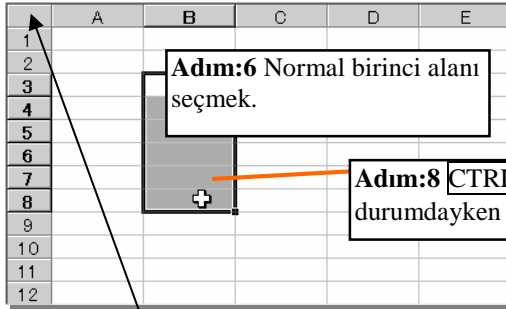 A B C D E
1
2
Adım:6 Normal birinci alanı
seçmek.
3
4
5
6
7
Adım:8 CTRL
durumdayken
8
9
10
11
12